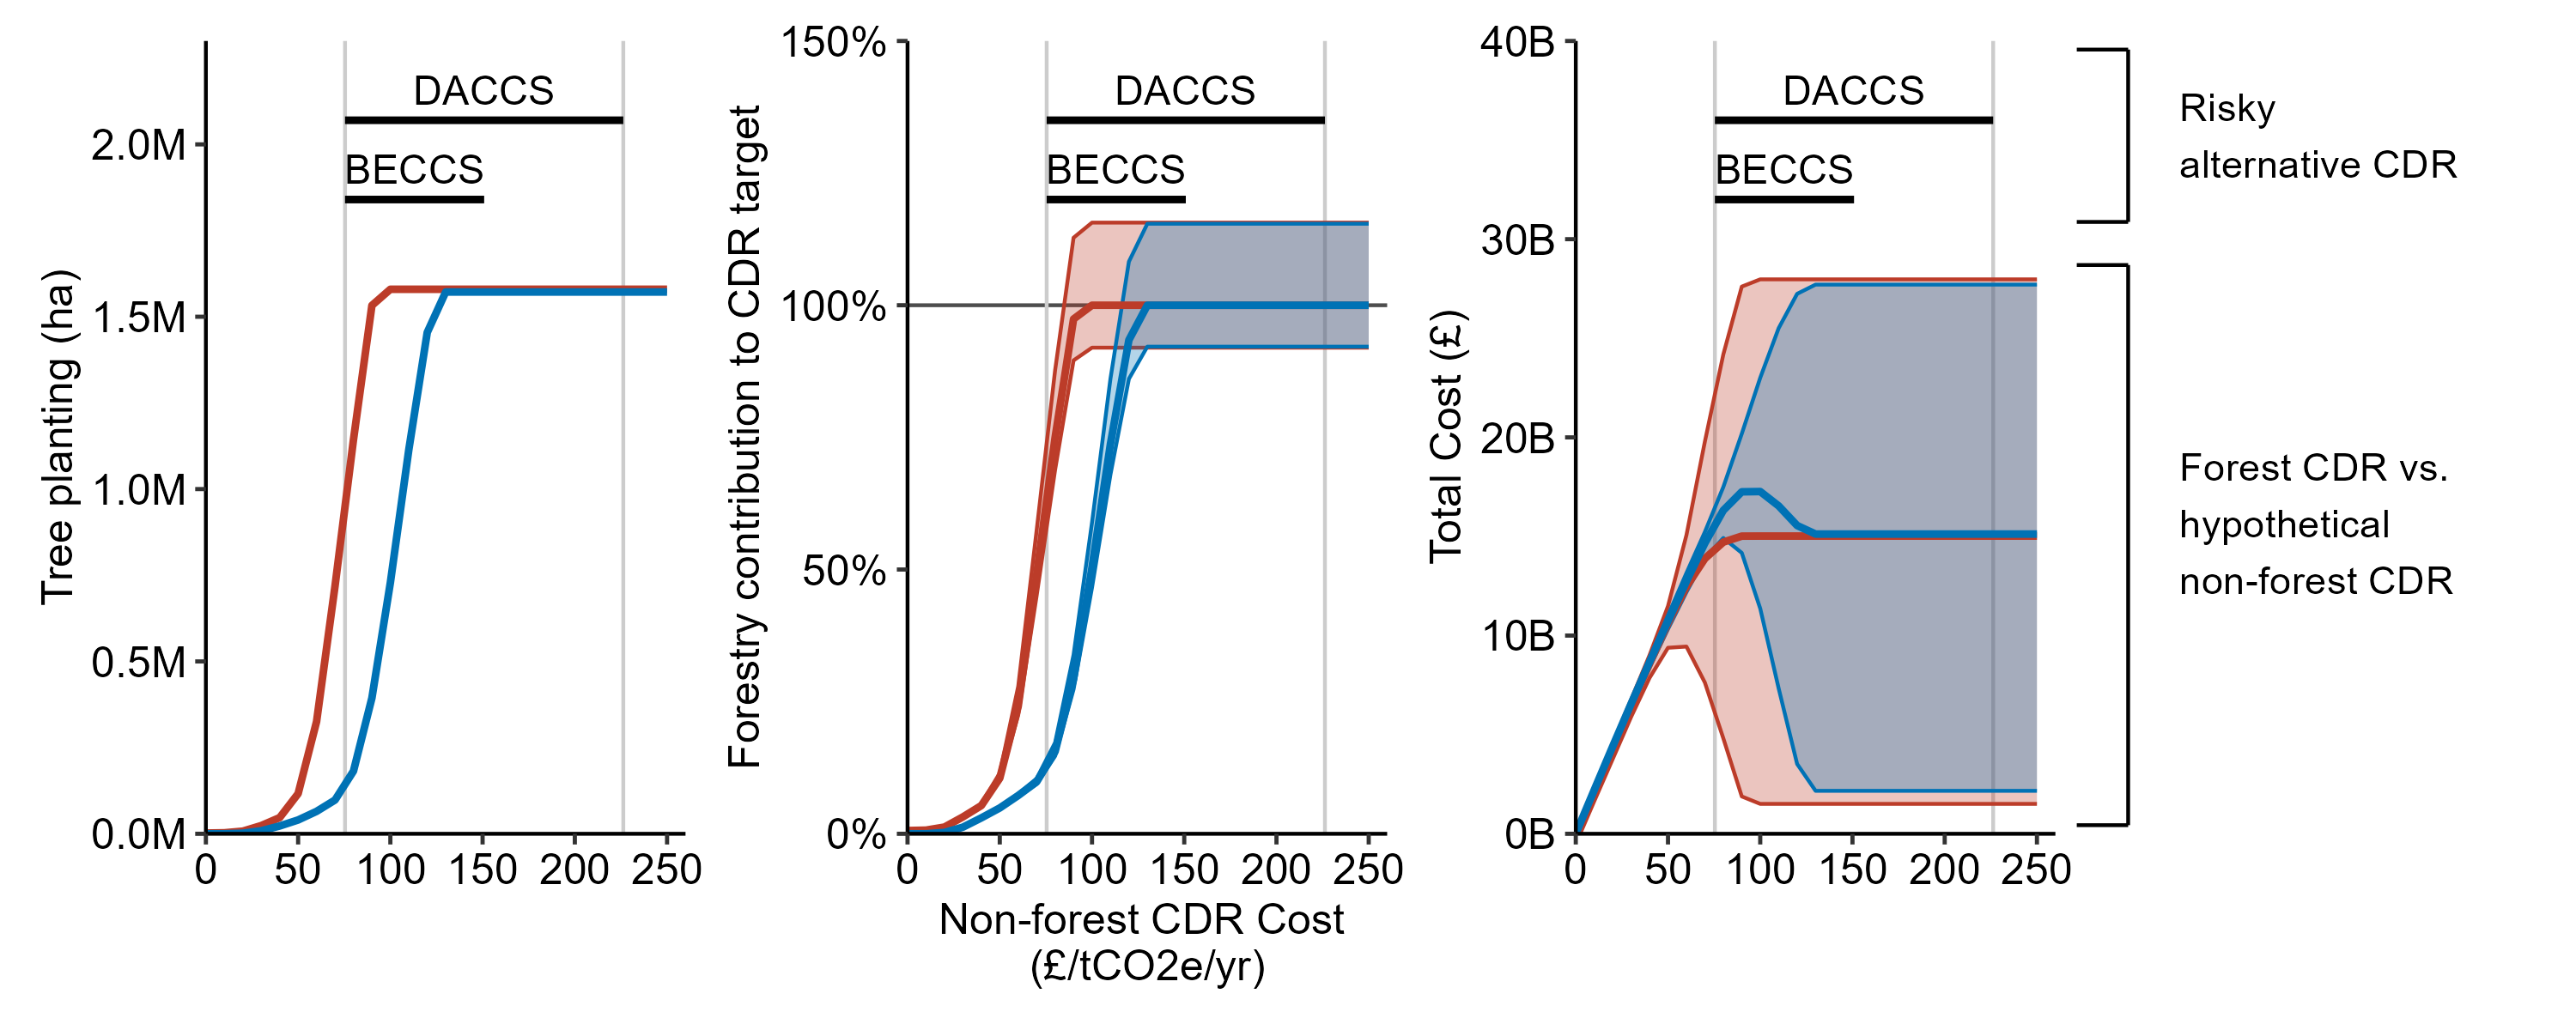 Tree planting (ha)
2.0M
1.5M
1.0M
0.5M
0.0M
DACCS
BECCS
0 50 100 150 200 250
Forestry contribution to CDR target
150%
100%
50%
0%
DACCS
BECCS
0 50 100 150 200 250
Non-forest CDR Cost
(£/tCO2e/yr)
Total Cost (£)
40B
30B
20B
10B
0B
DACCS
BECCS
0 50 100 150 200 250
Risky
alternative CDR
Forest CDR vs.
hypothetical
non-forest CDR